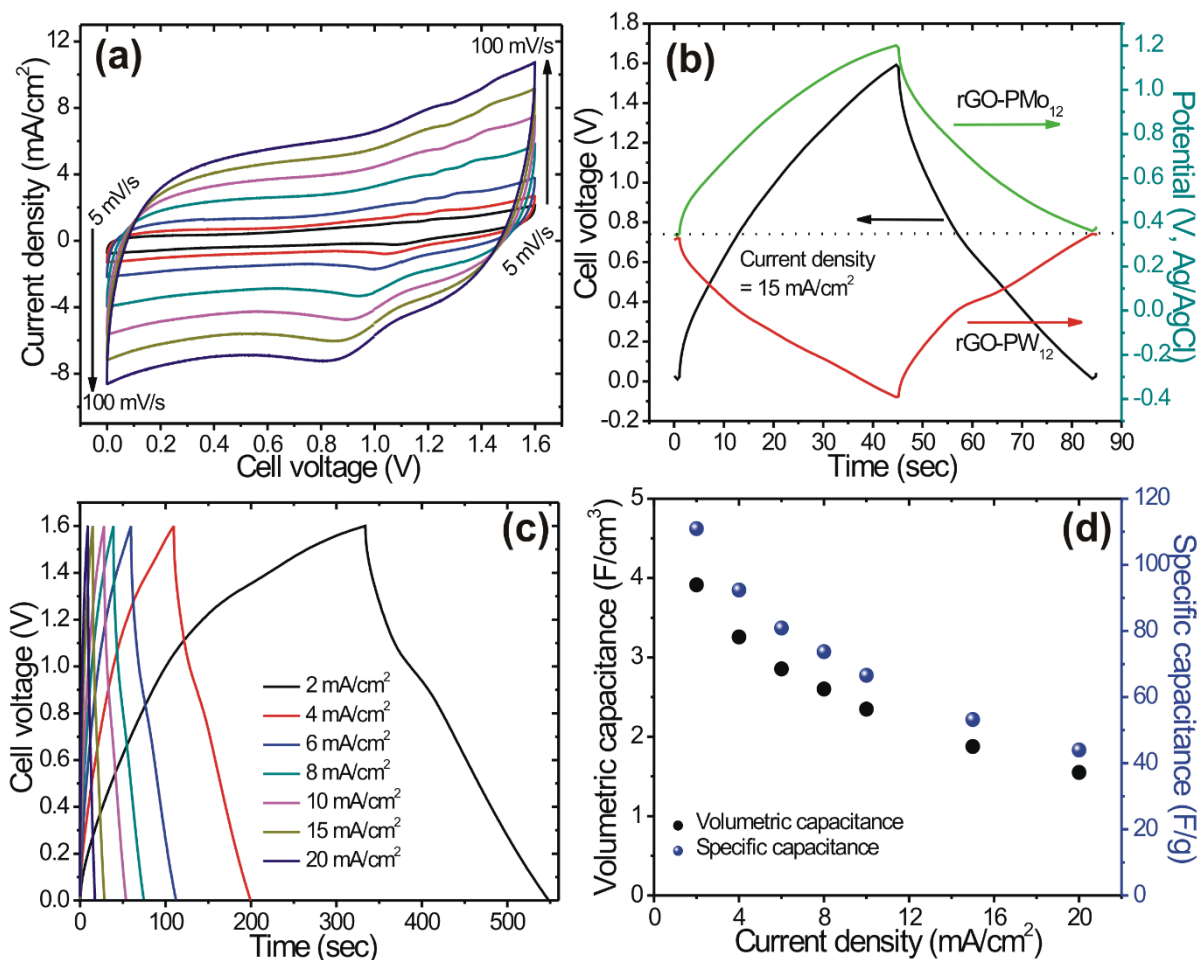 (a)
100 mV/s
5 mV/s
5 mV/s
100 mV/s
Current density (mA/cm²)
12
8
4
0
-4
-8
0.0 0.2 0.4 0.6 0.8 1.0 1.2 1.4 1.6
Cell voltage (V)
(b)
rGO-PMo₁₂
Current density
= 15 mA/cm²
rGO-PW₁₂
Cell voltage (V)
1.8
1.6
1.4
1.2
1.0
0.8
0.6
0.4
0.2
0.0
-0.2
Potential (V, Ag/AgCl)
1.2
1.0
0.8
0.6
0.4
0.2
0.0
-0.2
-0.4
0 10 20 30 40 50 60 70 80 90
Time (sec)
(c)
Cell voltage (V)
1.6
1.4
1.2
1.0
0.8
0.6
0.4
0.2
0.0
2 mA/cm²
4 mA/cm²
6 mA/cm²
8 mA/cm²
10 mA/cm²
15 mA/cm²
20 mA/cm²
0 100 200 300 400 500
Time (sec)
(d)
Volumetric capacitance (F/cm³)
5
4
3
2
1
0
Specific capacitance (F/g)
120
100
80
60
40
20
0
Volumetric capacitance
Specific capacitance
0 4 8 12 16 20
Current density (mA/cm²)